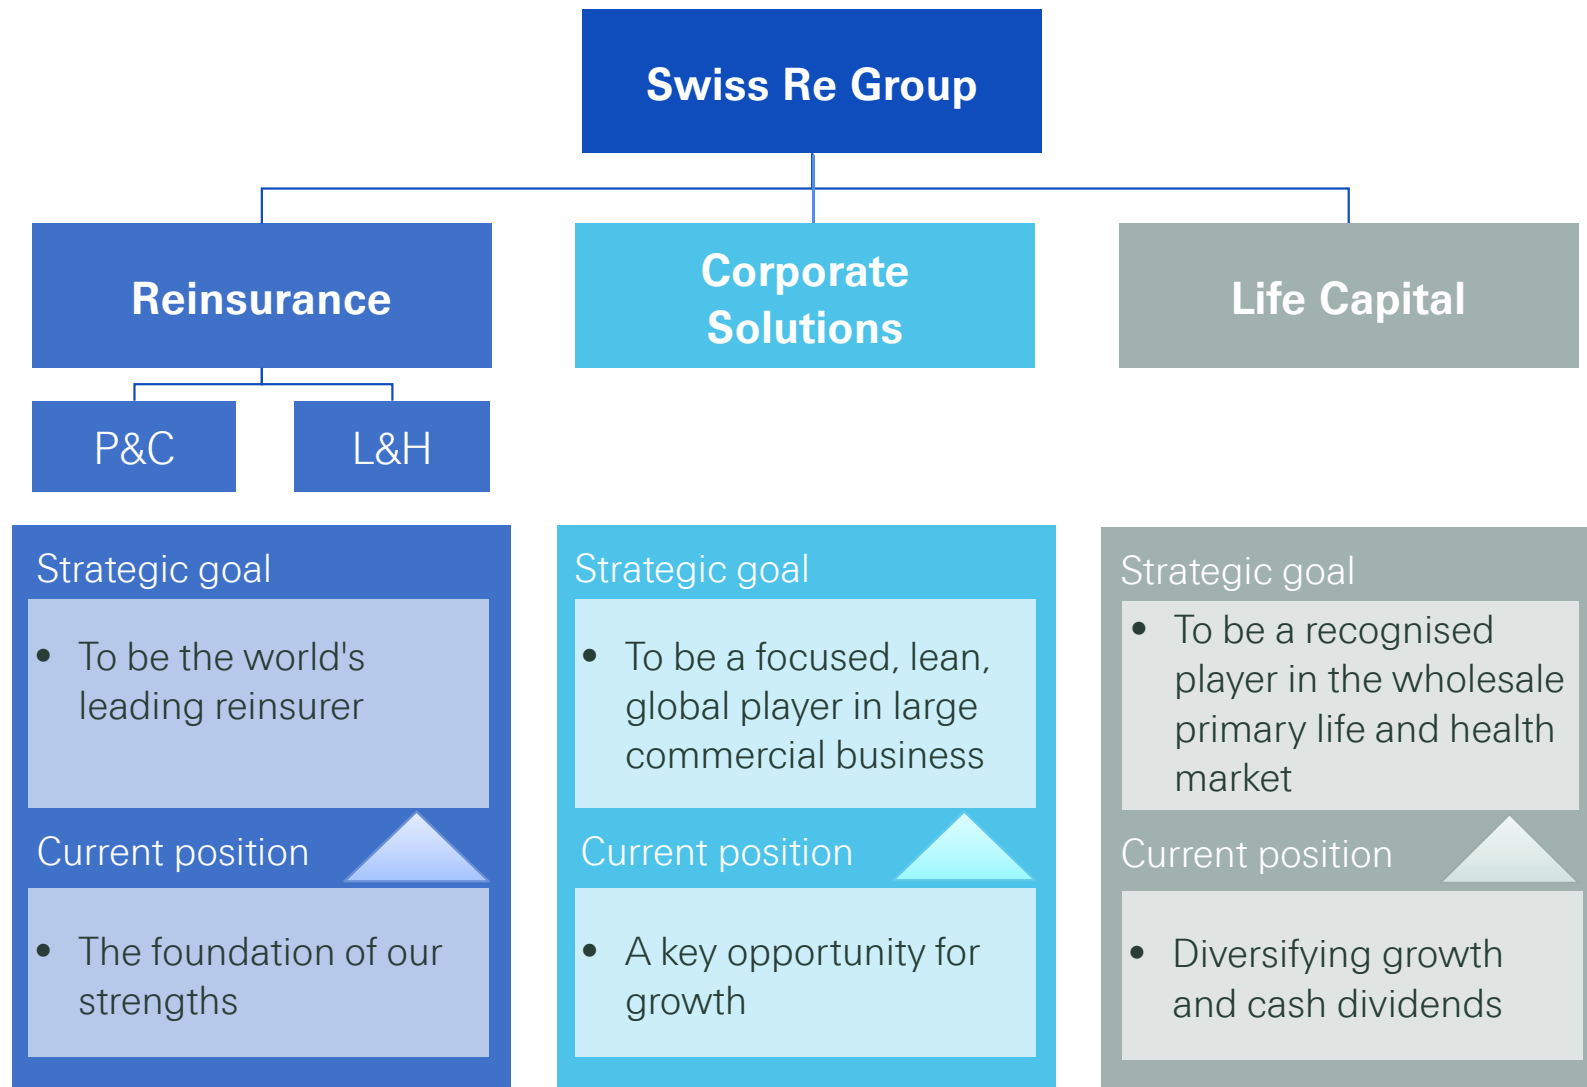 Swiss Re Group
Reinsurance
Corporate
Solutions
Life Capital
P&C
L&H
Strategic goal
• To be the world's
leading reinsurer
Current position
• The foundation of our
strengths
Strategic goal
• To be a focused, lean,
global player in large
commercial business
Current position
• A key opportunity for
growth
Strategic goal
• To be a recognised
player in the wholesale
primary life and health
market
Current position
• Diversifying growth
and cash dividends